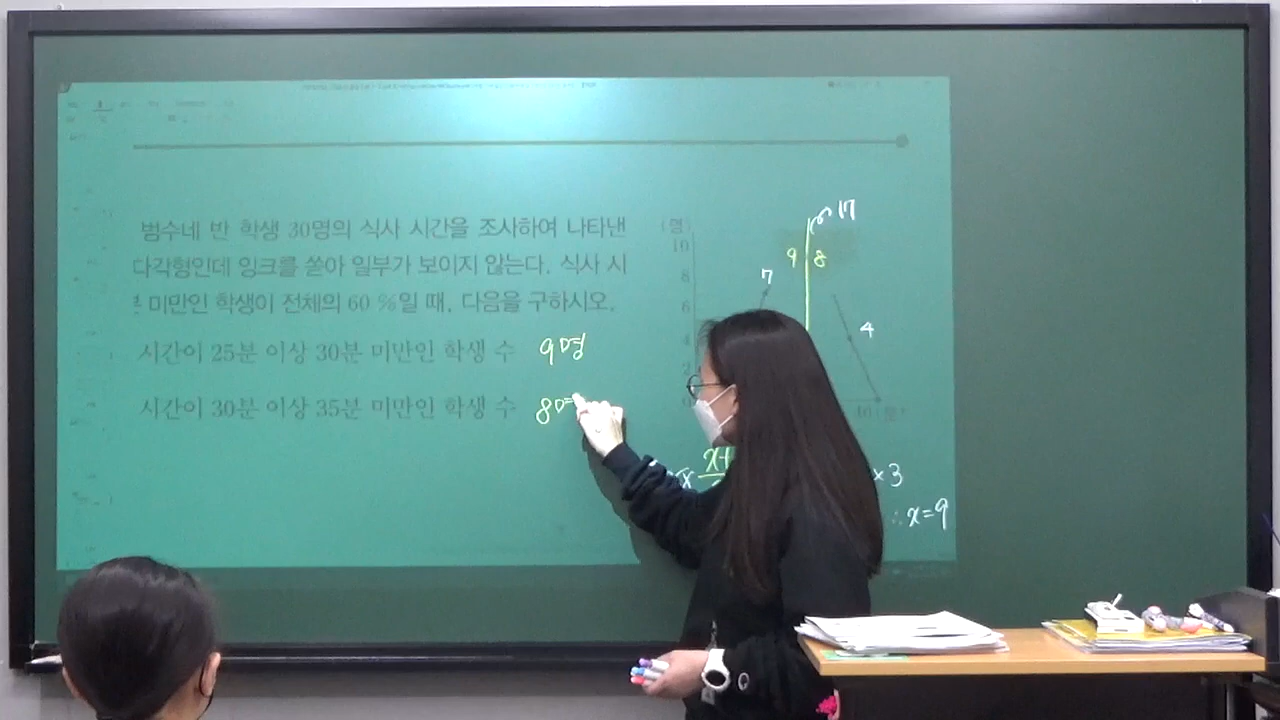 범수네 반 학생 30명의 식사 시간을 조사하여 나타낸
다각형인데 잉크를 쏟아 일부가 보이지 않는다. 식사 시
미만인 학생이 전체의 60 %일 때, 다음을 구하시오.
시간이 25분 이상 30분 미만인 학생 수 9명
시간이 30분 이상 35분 미만인 학생 수 8
(명)
10
8
6
17
9 8
7
4
x+
×3
∴x=9